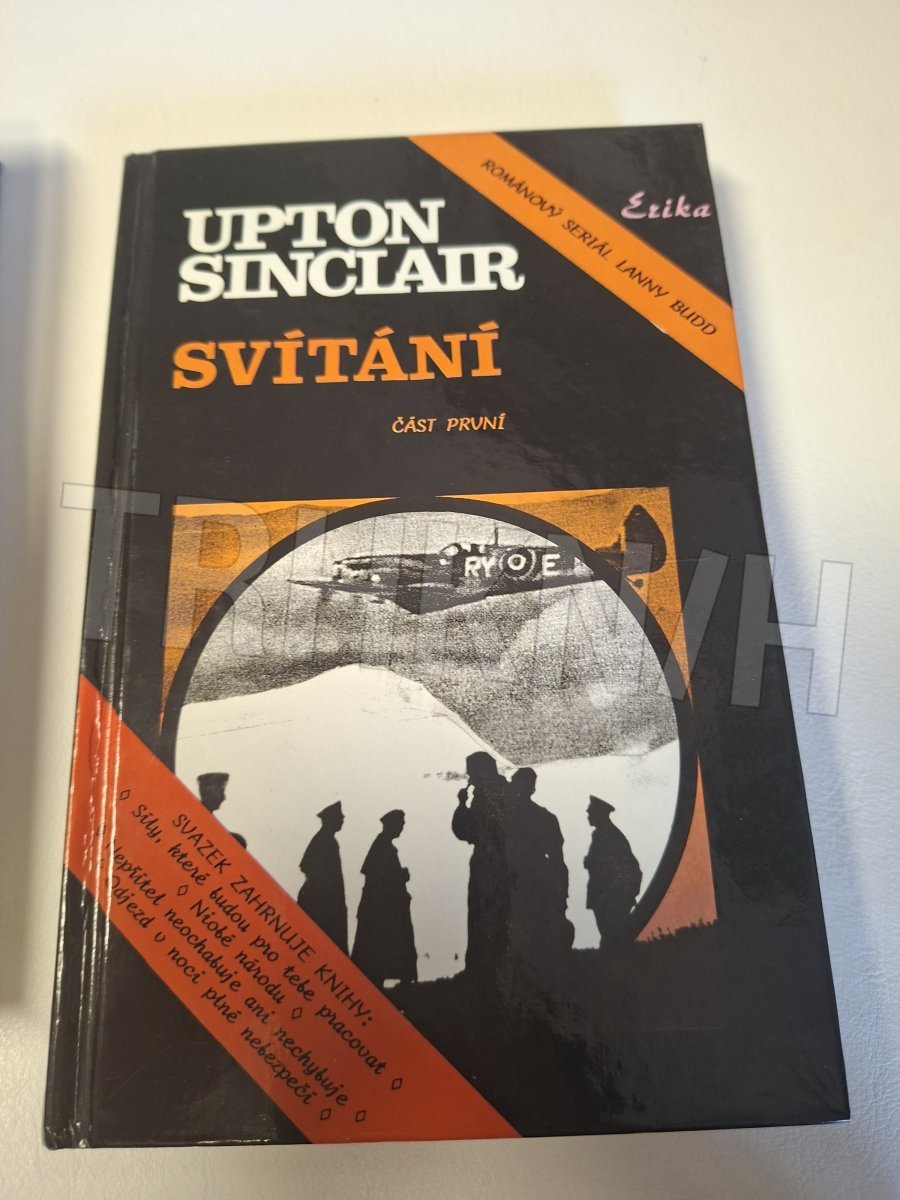 UPTON
SINCLAIR
SVÍTÁNÍ
ČÁST PRVNÍ
ROMÁNOVÝ SERIÁL LANNY BUDD
Erika
RY E
SVAZEK ZAHRNUJE KNIHY:
◊ Síly, které budou pro tebe pracovat ◊
◊ Niobé národu ◊
◊ Nepřítel neochabuje ani nechybuje ◊
◊ Odjezd v noci plné nebezpečí ◊